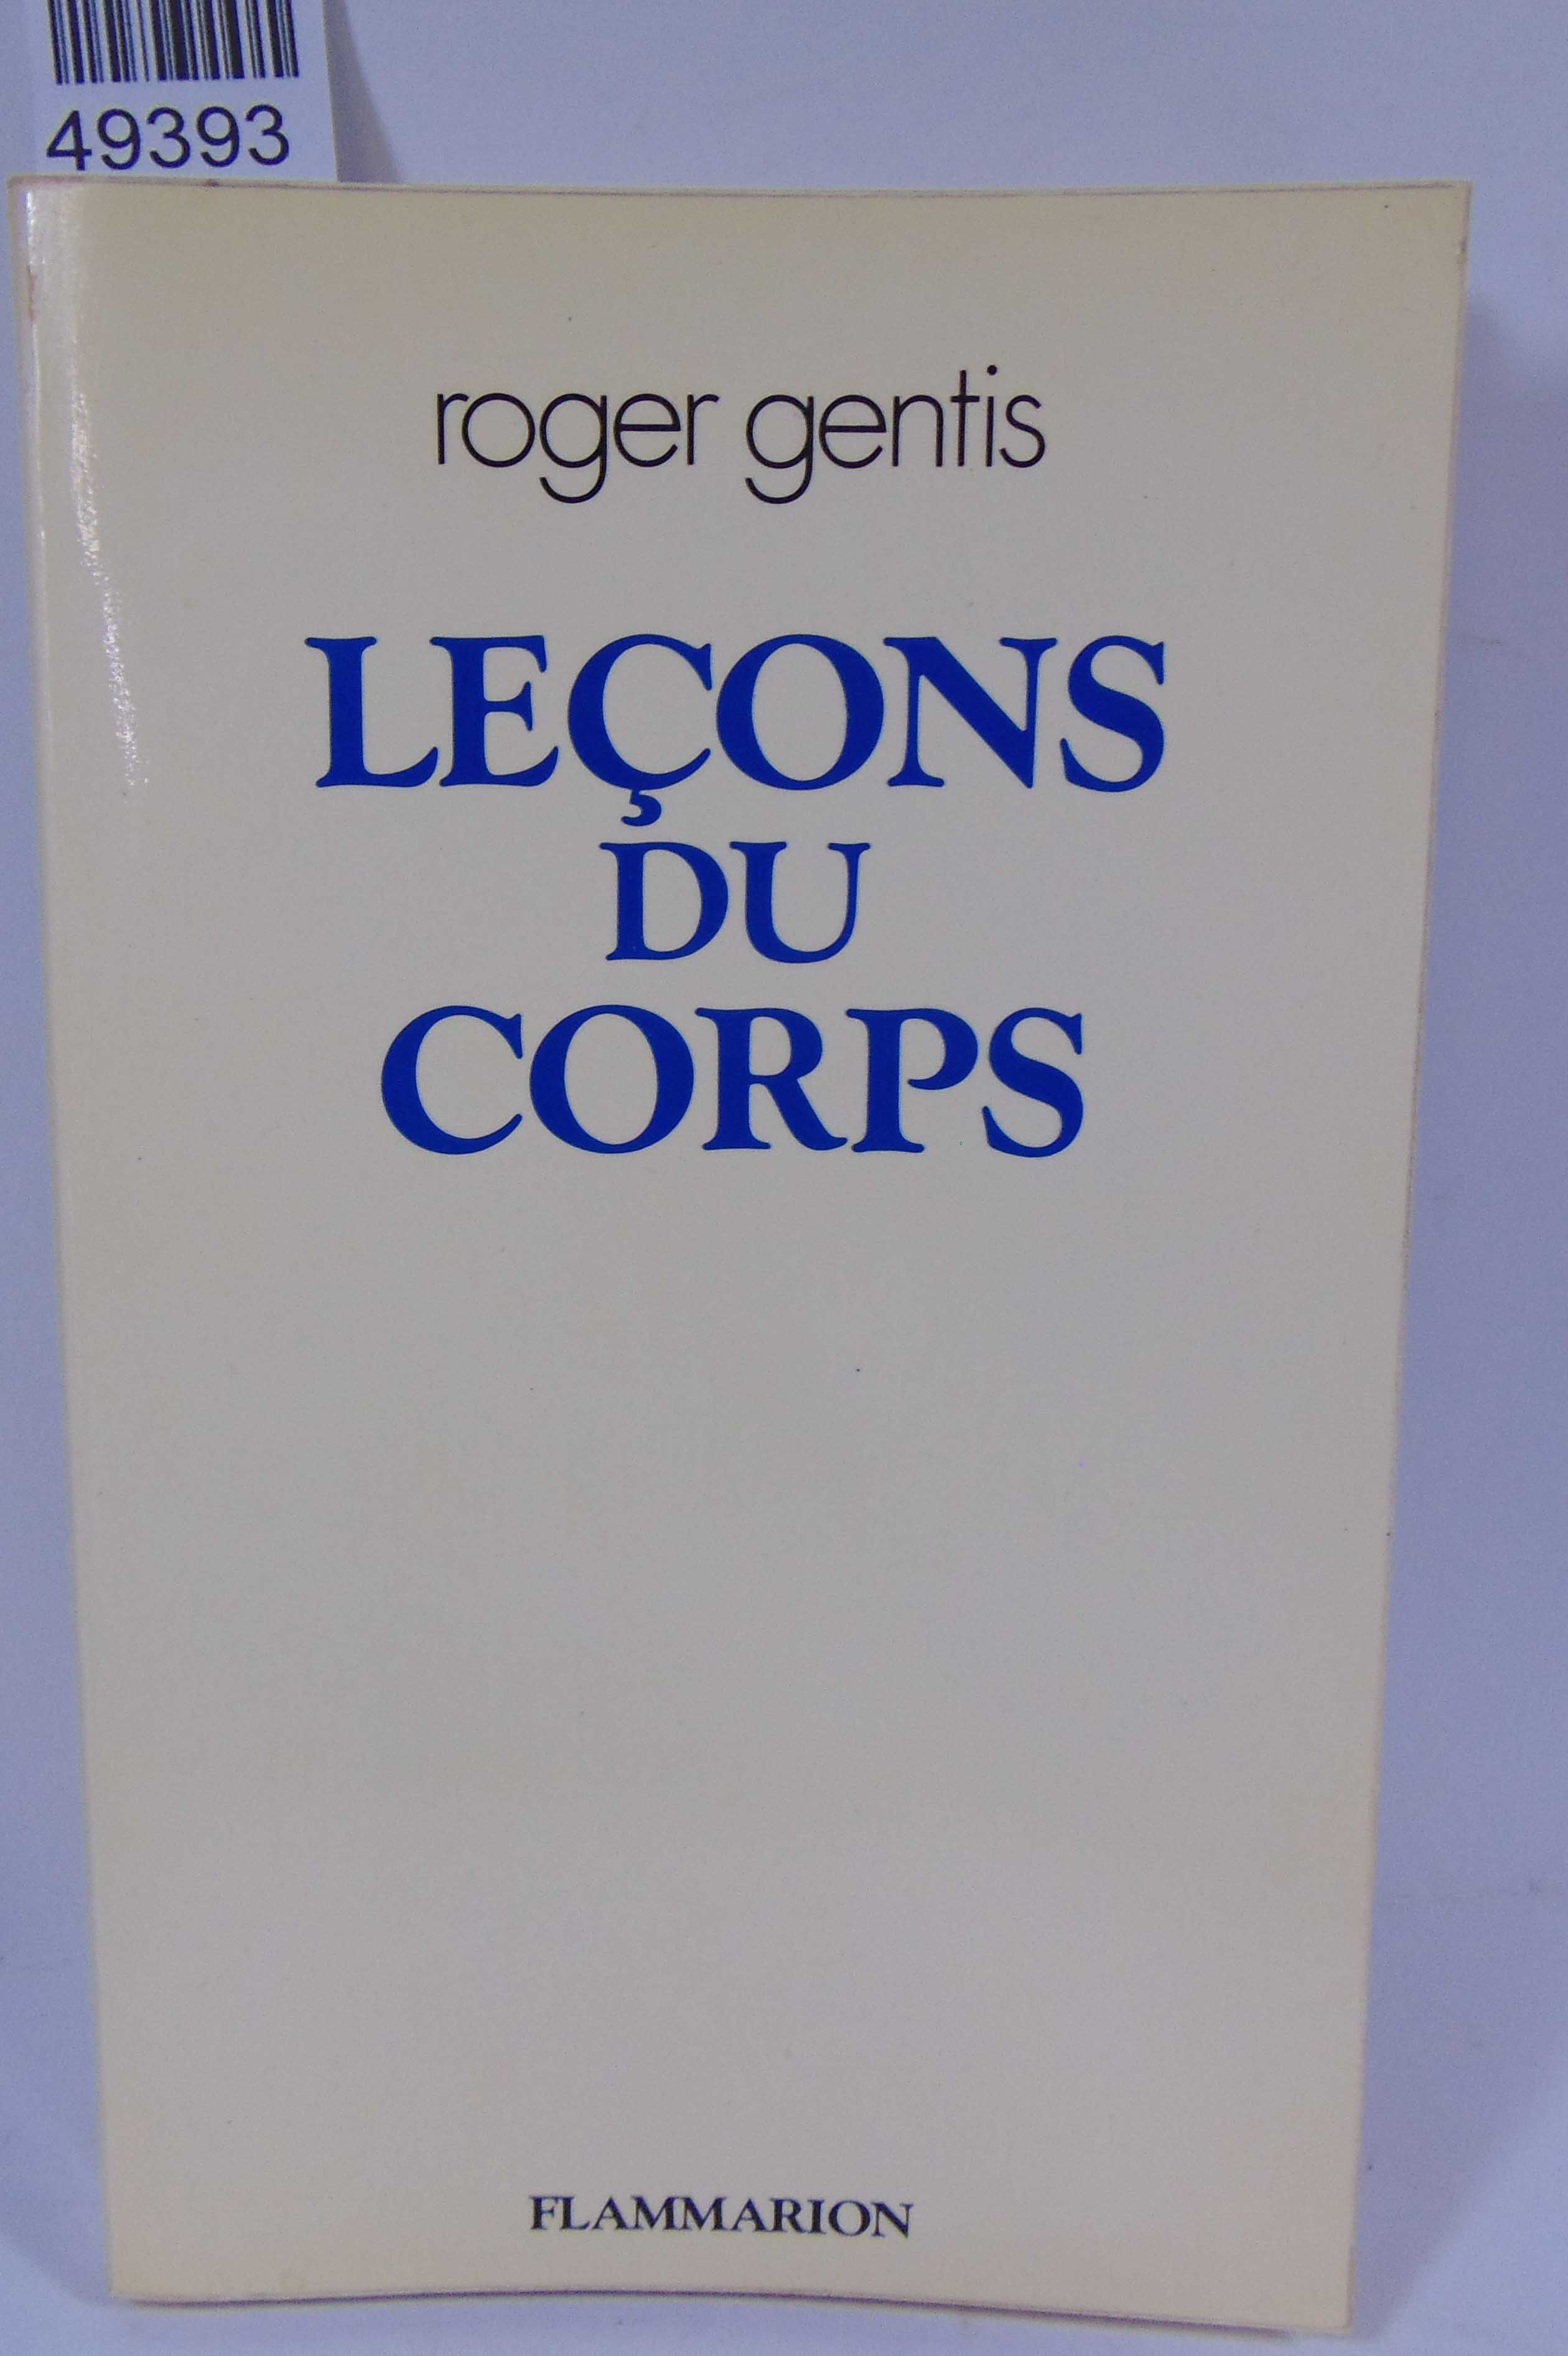 49393
roger gentis
LEÇONS
DU
CORPS
FLAMMARION